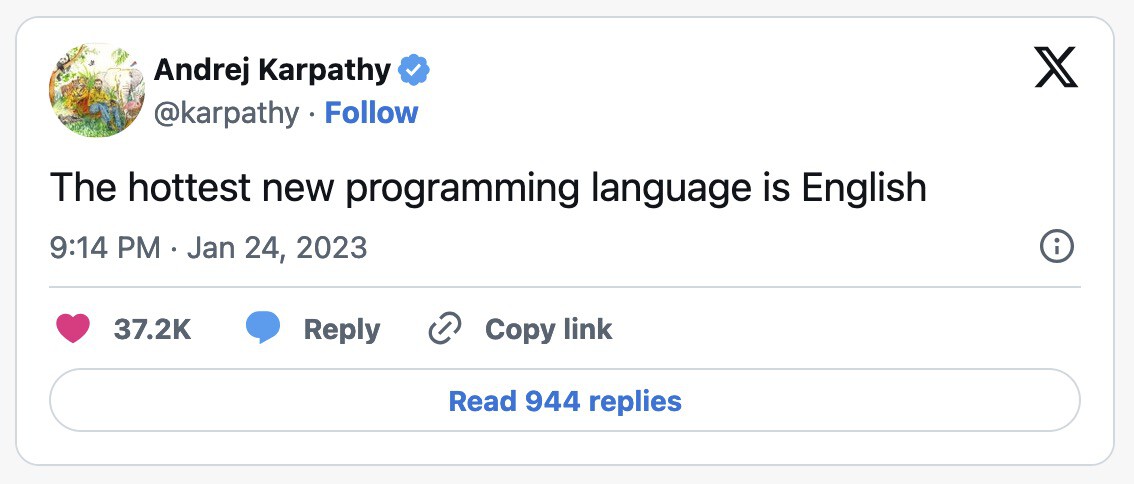 Andrej Karpathy
@karpathy · Follow
The hottest new programming language is English
9:14 PM · Jan 24, 2023
37.2K Reply Copy link
Read 944 replies